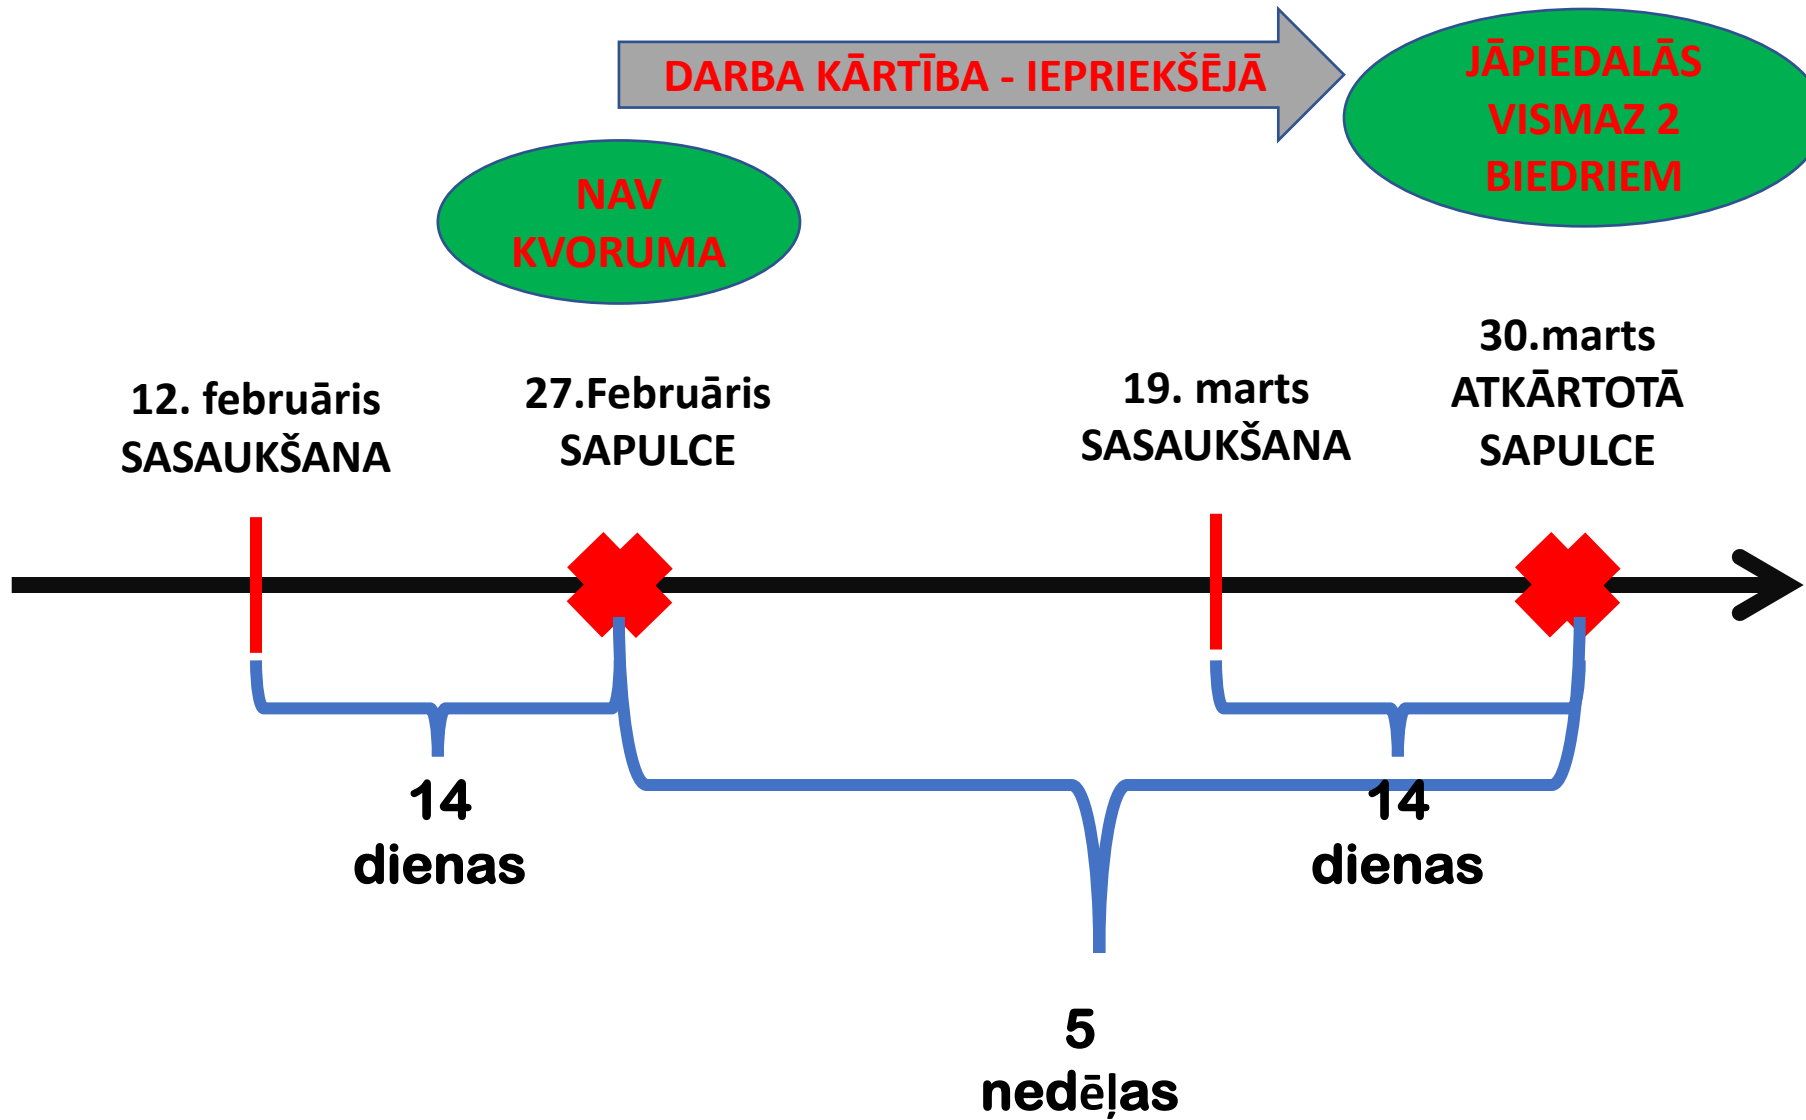 DARBA KĀRTĪBA - IEPRIEKŠĒJĀ
JĀPIEDALĀS
VISMAZ 2
BIEDRIEM
NAV
KVORUMA
12. februāris
SASAUKŠANA
27.Februāris
SAPULCE
19. marts
SASAUKŠANA
30.marts
ATKĀRTOTĀ
SAPULCE
14
dienas
14
dienas
5
nedēļas